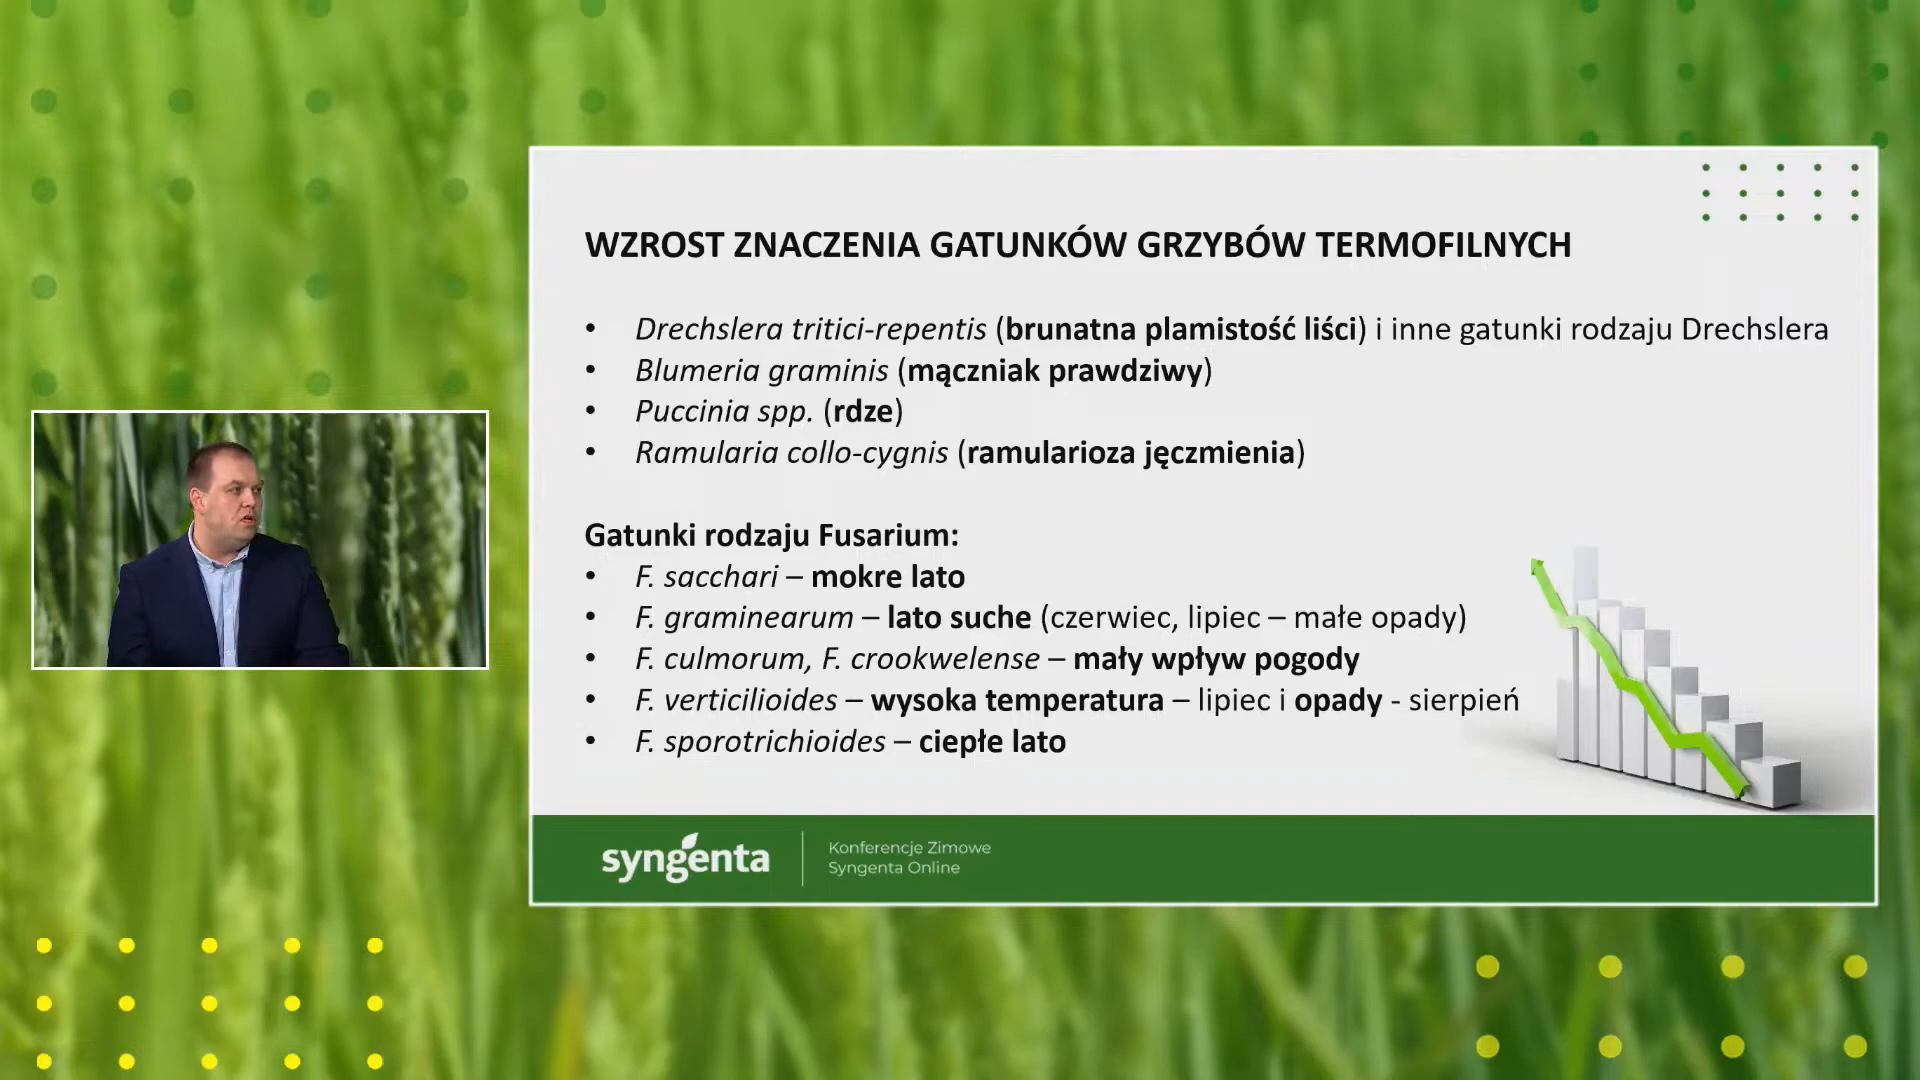 WZROST ZNACZENIA GATUNKÓW GRZYBÓW TERMOFILNYCH
• Drechslera tritici-repentis (brunatna plamistość liści) i inne gatunki rodzaju Drechslera
• Blumeria graminis (mączniak prawdziwy)
• Puccinia spp. (rdze)
• Ramularia collo-cygnis (ramularioza jęczmienia)
Gatunki rodzaju Fusarium:
• F. sacchari – mokre lato
• F. graminearum – lato suche (czerwiec, lipiec – małe opady)
• F. culmorum, F. crookwelense – mały wpływ pogody
• F. verticilioides – wysoka temperatura – lipiec i opady - sierpień
• F. sporotrichioides – ciepłe lato
syngenta
Konferencje Zimowe
Syngenta Online